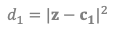 d₁ = |𝐳 − 𝐜₁|²